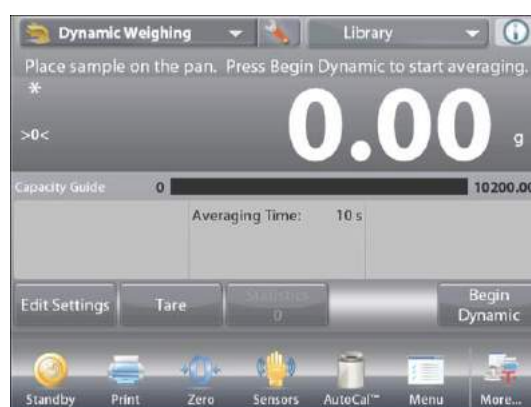 Dynamic Weighing Library
Place sample on the pan. Press Begin Dynamic to start averaging.
*
>0<
0.00 g
Capacity Guide 0 10200.00
Averaging Time: 10 s
Edit Settings Tare Statistics 0 Begin Dynamic
Standby Print Zero Sensors AutoCal™ Menu More...